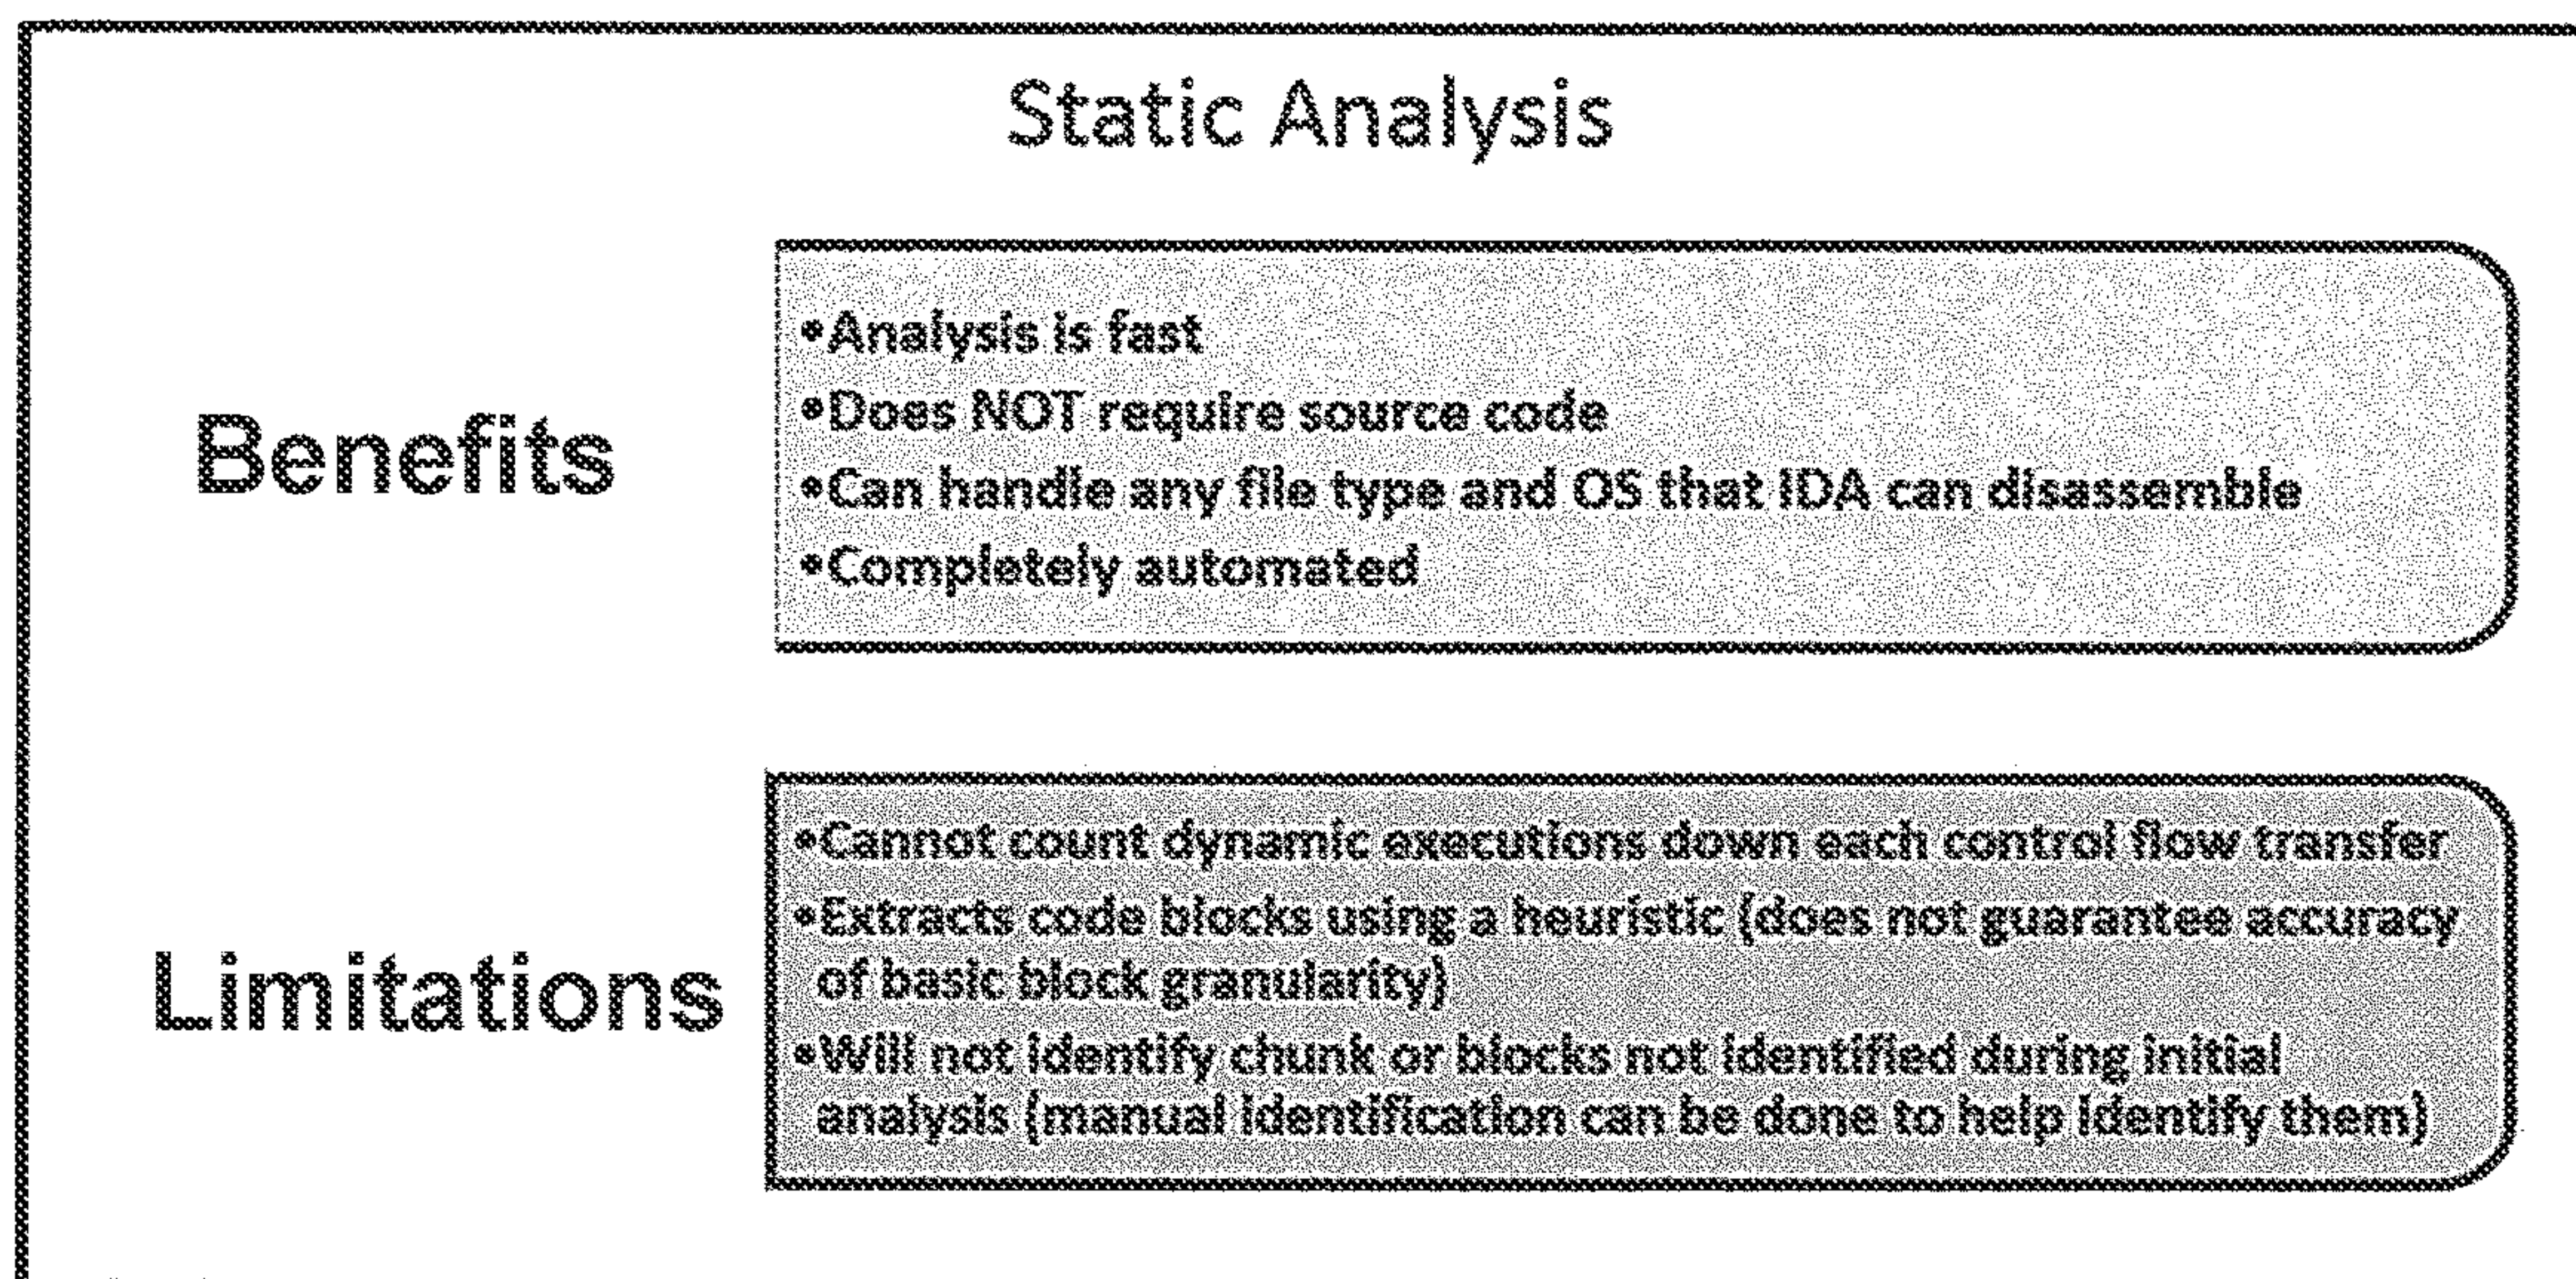 Static Analysis
Benefits
•Analysis is fast
•Does NOT require source code
•Can handle any file type and OS that IDA can disassemble
•Completely automated
Limitations
•Cannot count dynamic executions down each control flow transfer
•Extracts code blocks using a heuristic (does not guarantee accuracy
of basic block granularity)
•Will not identify chunk or blocks not identified during initial
analysis (manual identification can be done to help identify them)